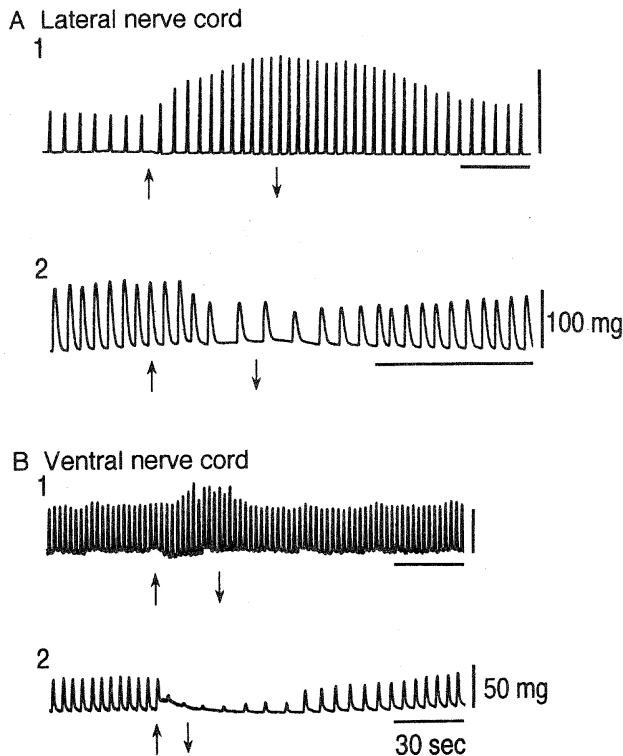 A Lateral nerve cord
1
2
100 mg
B Ventral nerve cord
1
2
50 mg
30 sec